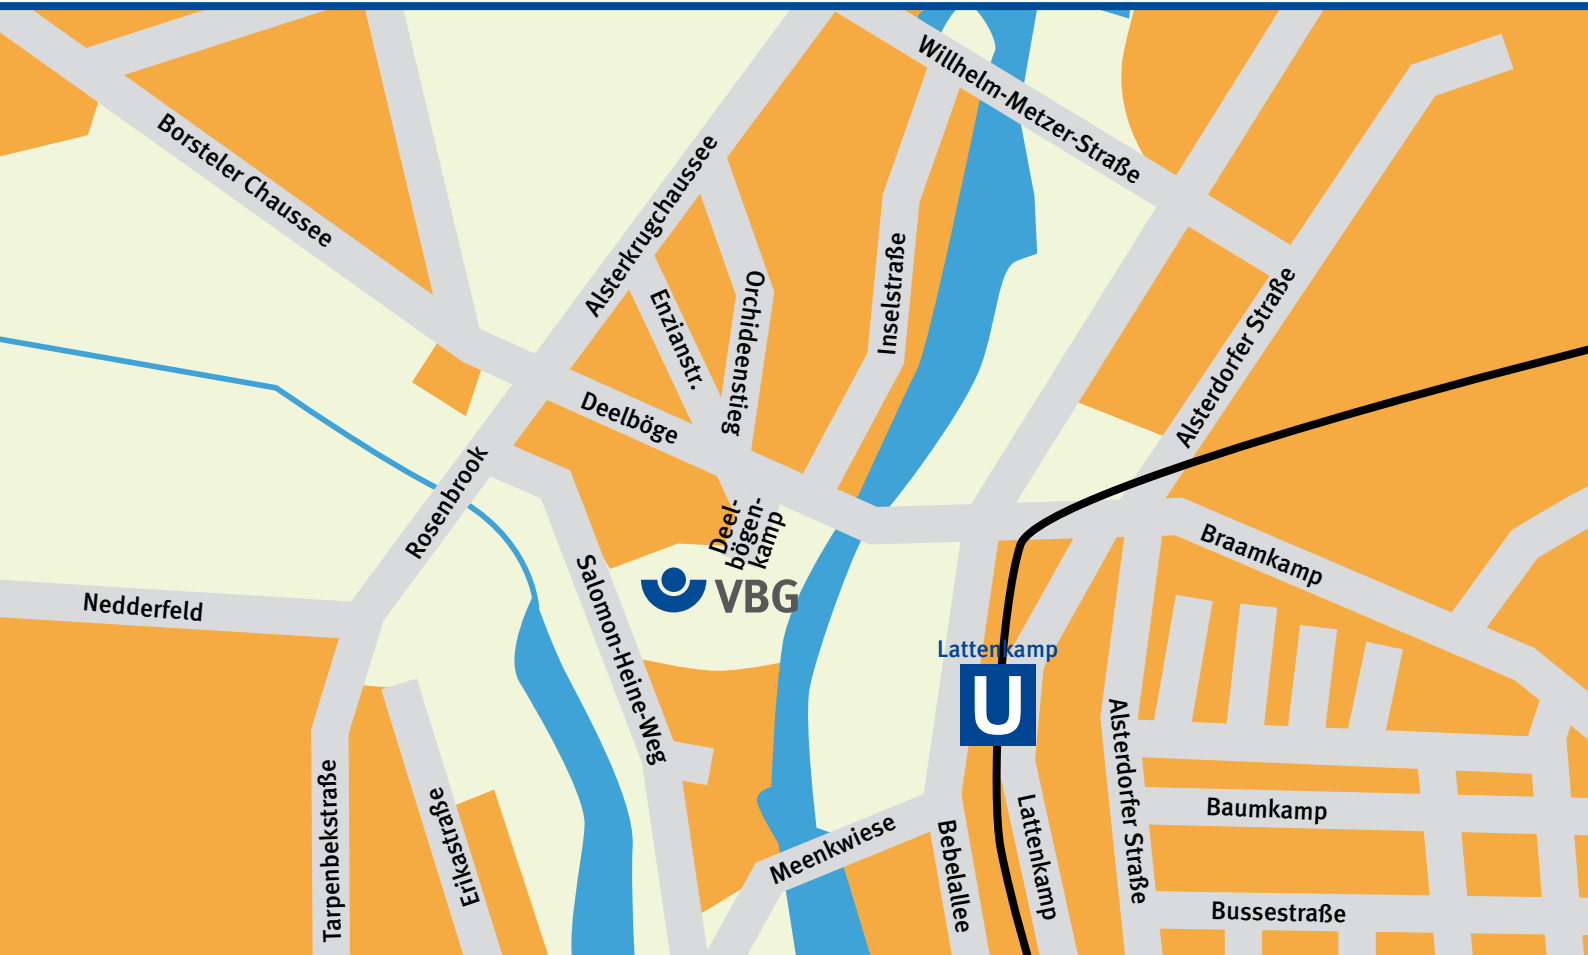 Willhelm-Metzer-Straße
Borsteler Chaussee
Alsterkrugchaussee
Inselstraße
Orchideenstieg
Enzianstr.
Alsterdorfer Straße
Deelböge
Rosenbrook
Deel-
bögen-
kamp
Braamkamp
VBG
Nedderfeld
Salomon-Heine-Weg
Lattenkamp
U
Alsterdorfer Straße
Tarpenbekstraße
Erikastraße
Baumkamp
Meenkwiese
Bebelallee
Lattenkamp
Bussestraße